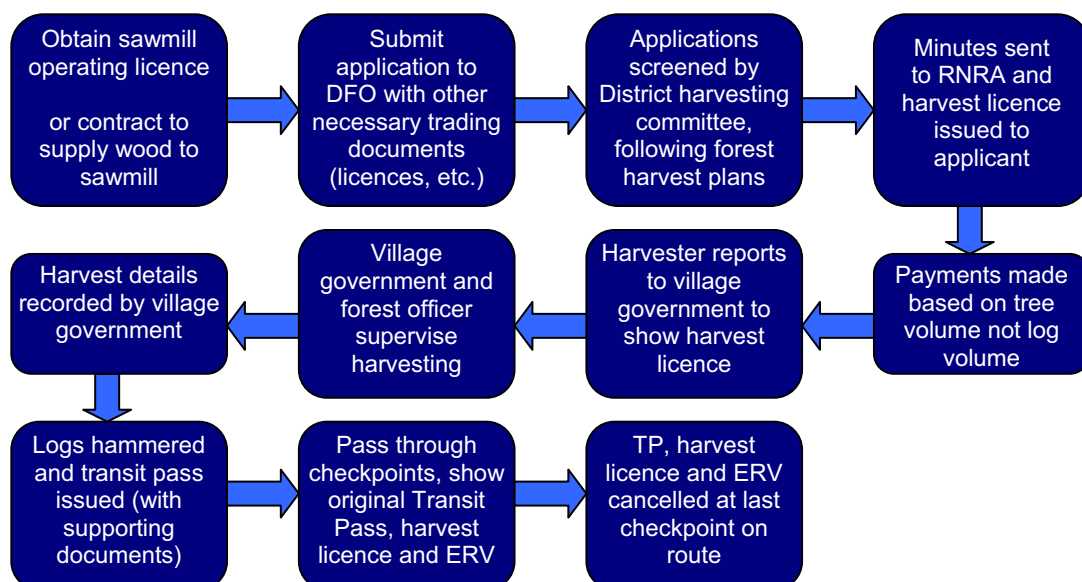 Obtain sawmill
operating licence
or contract to
supply wood to
sawmill
Submit
application to
DFO with other
necessary trading
documents
(licences, etc.)
Applications
screened by
District harvesting
committee,
following forest
harvest plans
Minutes sent
to RNRA and
harvest licence
issued to
applicant
Payments made
based on tree
volume not log
volume
Harvester reports
to village
government to
show harvest
licence
Village
government and
forest officer
supervise
harvesting
Harvest details
recorded by village
government
Logs hammered
and transit pass
issued (with
supporting
documents)
Pass through
checkpoints, show
original Transit
Pass, harvest
licence and ERV
TP, harvest
licence and ERV
cancelled at last
checkpoint on
route